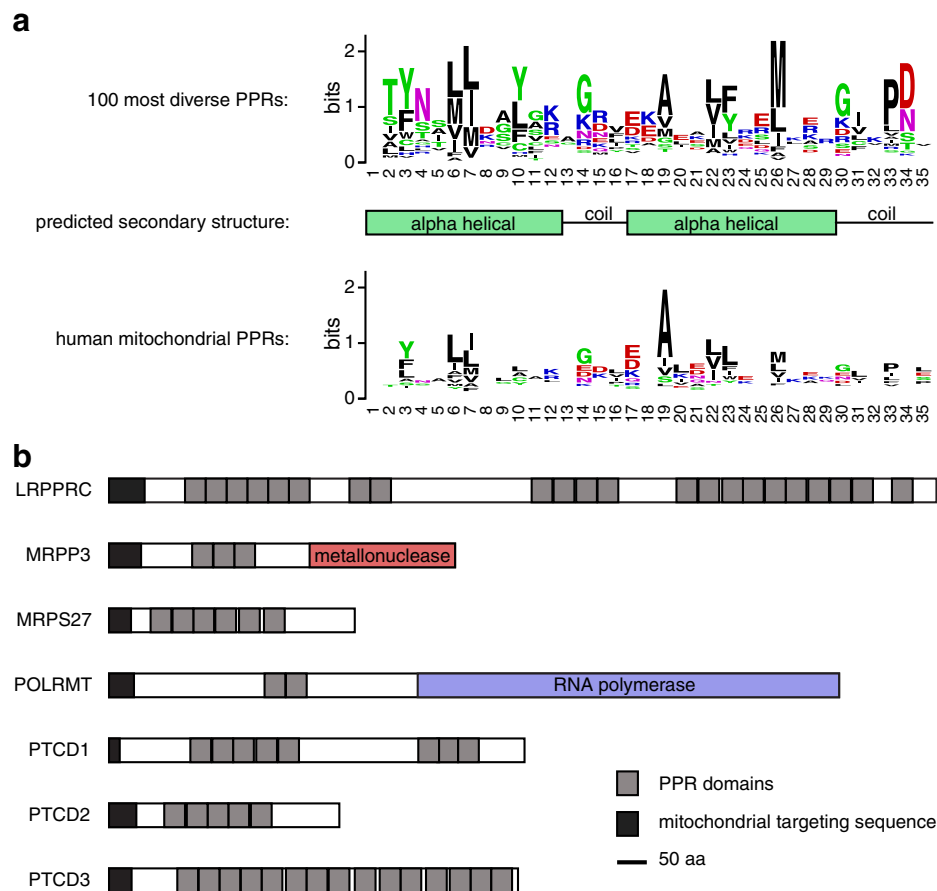 a
100 most diverse PPRs:
bits
2
1
0
1 2 3 4 5 6 7 8 9 10 11 12 13 14 15 16 17 18 19 20 21 22 23 24 25 26 27 28 29 30 31 32 33 34 35
predicted secondary structure:
alpha helical
coil
alpha helical
coil
human mitochondrial PPRs:
bits
2
1
0
1 2 3 4 5 6 7 8 9 10 11 12 13 14 15 16 17 18 19 20 21 22 23 24 25 26 27 28 29 30 31 32 33 34 35
b
LRPPRC
MRPP3
metallonuclease
MRPS27
POLRMT
RNA polymerase
PTCD1
PTCD2
PTCD3
PPR domains
mitochondrial targeting sequence
50 aa